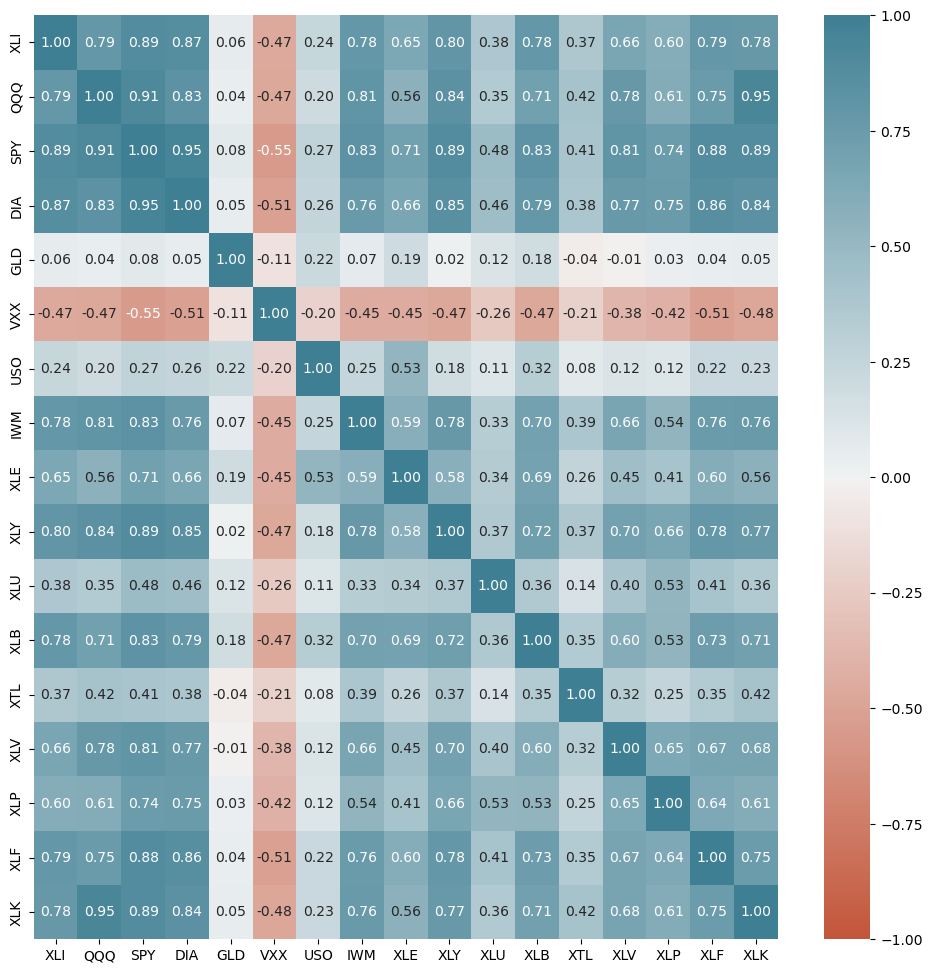 XLI 1.00 0.79 0.89 0.87 0.06 -0.47 0.24 0.78 0.65 0.80 0.38 0.78 0.37 0.66 0.60 0.79 0.78
QQQ 0.79 1.00 0.91 0.83 0.04 -0.47 0.20 0.81 0.56 0.84 0.35 0.71 0.42 0.78 0.61 0.75 0.95
SPY 0.89 0.91 1.00 0.95 0.08 -0.55 0.27 0.83 0.71 0.89 0.48 0.83 0.41 0.81 0.74 0.88 0.89
DIA 0.87 0.83 0.95 1.00 0.05 -0.51 0.26 0.76 0.66 0.85 0.46 0.79 0.38 0.77 0.75 0.86 0.84
GLD 0.06 0.04 0.08 0.05 1.00 -0.11 0.22 0.07 0.19 0.02 0.12 0.18 -0.04 -0.01 0.03 0.04 0.05
VXX -0.47 -0.47 -0.55 -0.51 -0.11 1.00 -0.20 -0.45 -0.45 -0.47 -0.26 -0.47 -0.21 -0.38 -0.42 -0.51 -0.48
USO 0.24 0.20 0.27 0.26 0.22 -0.20 1.00 0.25 0.53 0.18 0.11 0.32 0.08 0.12 0.12 0.22 0.23
IWM 0.78 0.81 0.83 0.76 0.07 -0.45 0.25 1.00 0.59 0.78 0.33 0.70 0.39 0.66 0.54 0.76 0.76
XLE 0.65 0.56 0.71 0.66 0.19 -0.45 0.53 0.59 1.00 0.58 0.34 0.69 0.26 0.45 0.41 0.60 0.56
XLY 0.80 0.84 0.89 0.85 0.02 -0.47 0.18 0.78 0.58 1.00 0.37 0.72 0.37 0.70 0.66 0.78 0.77
XLU 0.38 0.35 0.48 0.46 0.12 -0.26 0.11 0.33 0.34 0.37 1.00 0.36 0.14 0.40 0.53 0.41 0.36
XLB 0.78 0.71 0.83 0.79 0.18 -0.47 0.32 0.70 0.69 0.72 0.36 1.00 0.35 0.60 0.53 0.73 0.71
XTL 0.37 0.42 0.41 0.38 -0.04 -0.21 0.08 0.39 0.26 0.37 0.14 0.35 1.00 0.32 0.25 0.35 0.42
XLV 0.66 0.78 0.81 0.77 -0.01 -0.38 0.12 0.66 0.45 0.70 0.40 0.60 0.32 1.00 0.65 0.67 0.68
XLP 0.60 0.61 0.74 0.75 0.03 -0.42 0.12 0.54 0.41 0.66 0.53 0.53 0.25 0.65 1.00 0.64 0.61
XLF 0.79 0.75 0.88 0.86 0.04 -0.51 0.22 0.76 0.60 0.78 0.41 0.73 0.35 0.67 0.64 1.00 0.75
XLK 0.78 0.95 0.89 0.84 0.05 -0.48 0.23 0.76 0.56 0.77 0.36 0.71 0.42 0.68 0.61 0.75 1.00
XLI QQQ SPY DIA GLD VXX USO IWM XLE XLY XLU XLB XTL XLV XLP XLF XLK
1.00
0.75
0.50
0.25
0.00
−0.25
−0.50
−0.75
−1.00